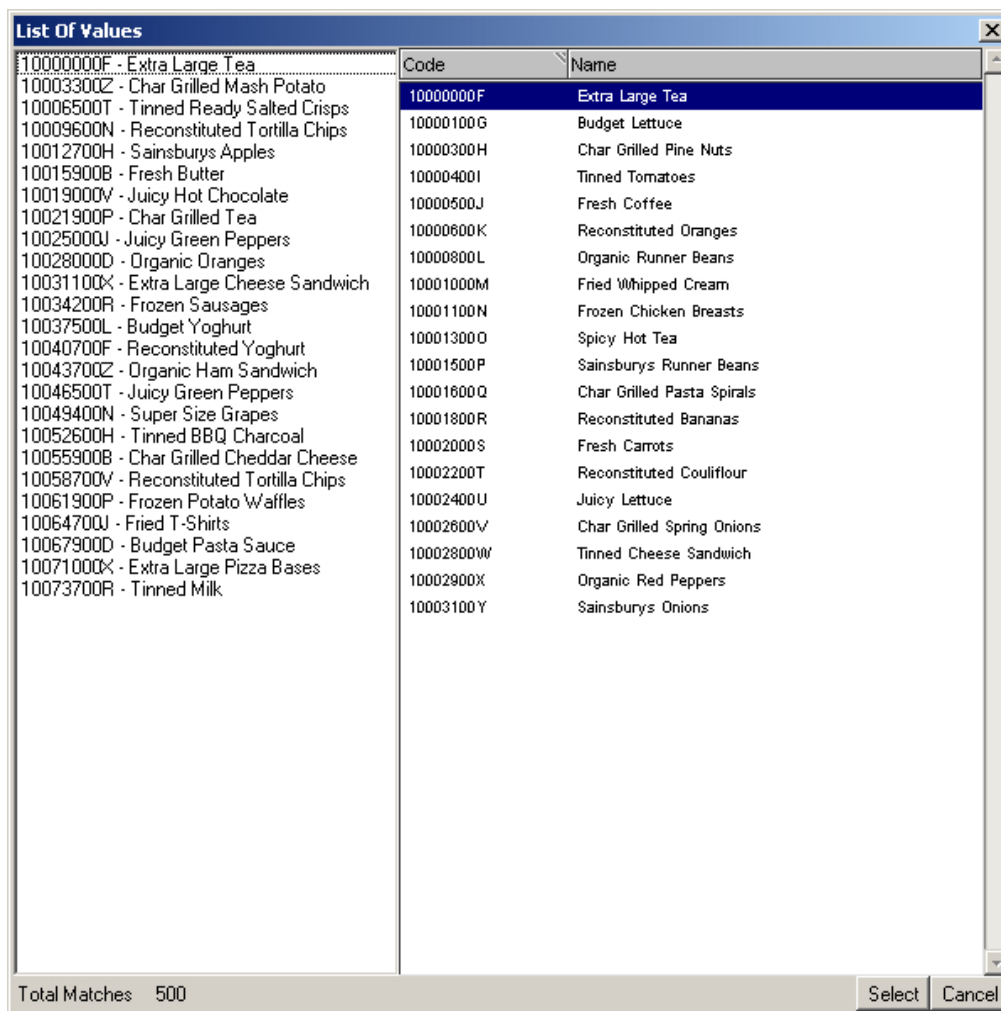 List Of Values
10000000F - Extra Large Tea
10003300Z - Char Grilled Mash Potato
10006500T - Tinned Ready Salted Crisps
10009600N - Reconstituted Tortilla Chips
10012700H - Sainsburys Apples
10015900B - Fresh Butter
10019000V - Juicy Hot Chocolate
10021900P - Char Grilled Tea
10025000J - Juicy Green Peppers
10028000D - Organic Oranges
10031100X - Extra Large Cheese Sandwich
10034200R - Frozen Sausages
10037500L - Budget Yoghurt
10040700F - Reconstituted Yoghurt
10043700Z - Organic Ham Sandwich
10046500T - Juicy Green Peppers
10049400N - Super Size Grapes
10052600H - Tinned BBQ Charcoal
10055900B - Char Grilled Cheddar Cheese
10058700V - Reconstituted Tortilla Chips
10061900P - Frozen Potato Waffles
10064700J - Fried T-Shirts
10067900D - Budget Pasta Sauce
10071000X - Extra Large Pizza Bases
10073700R - Tinned Milk
Code Name
10000000F Extra Large Tea
10000100G Budget Lettuce
10000300H Char Grilled Pine Nuts
10000400I Tinned Tomatoes
10000500J Fresh Coffee
10000600K Reconstituted Oranges
10000800L Organic Runner Beans
10001000M Fried Whipped Cream
10001100N Frozen Chicken Breasts
10001300O Spicy Hot Tea
10001500P Sainsburys Runner Beans
10001600Q Char Grilled Pasta Spirals
10001800R Reconstituted Bananas
10002000S Fresh Carrots
10002200T Reconstituted Couliflour
10002400U Juicy Lettuce
10002600V Char Grilled Spring Onions
10002800W Tinned Cheese Sandwich
10002900X Organic Red Peppers
10003100Y Sainsburys Onions
Total Matches 500
Select Cancel